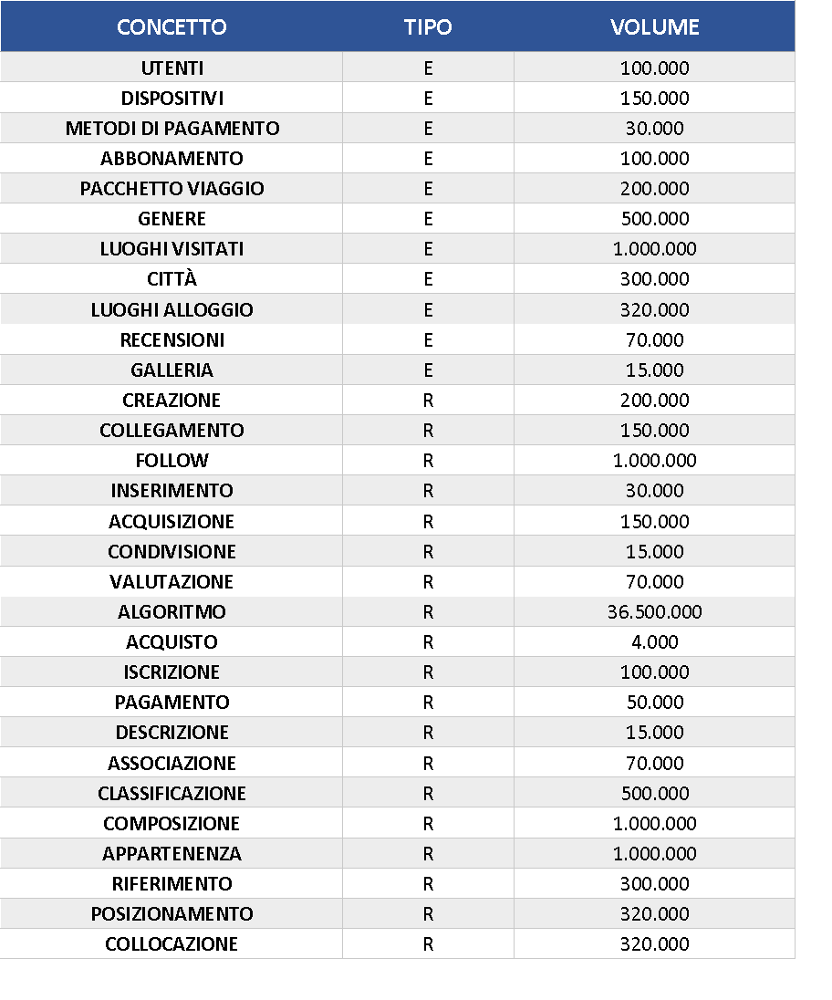 CONCETTO TIPO VOLUME
UTENTI E 100.000
DISPOSITIVI E 150.000
METODI DI PAGAMENTO E 30.000
ABBONAMENTO E 100.000
PACCHETTO VIAGGIO E 200.000
GENERE E 500.000
LUOGHI VISITATI E 1.000.000
CITTÀ E 300.000
LUOGHI ALLOGGIO E 320.000
RECENSIONI E 70.000
GALLERIA E 15.000
CREAZIONE R 200.000
COLLEGAMENTO R 150.000
FOLLOW R 1.000.000
INSERIMENTO R 30.000
ACQUISIZIONE R 150.000
CONDIVISIONE R 15.000
VALUTAZIONE R 70.000
ALGORITMO R 36.500.000
ACQUISTO R 4.000
ISCRIZIONE R 100.000
PAGAMENTO R 50.000
DESCRIZIONE R 15.000
ASSOCIAZIONE R 70.000
CLASSIFICAZIONE R 500.000
COMPOSIZIONE R 1.000.000
APPARTENENZA R 1.000.000
RIFERIMENTO R 300.000
POSIZIONAMENTO R 320.000
COLLOCAZIONE R 320.000